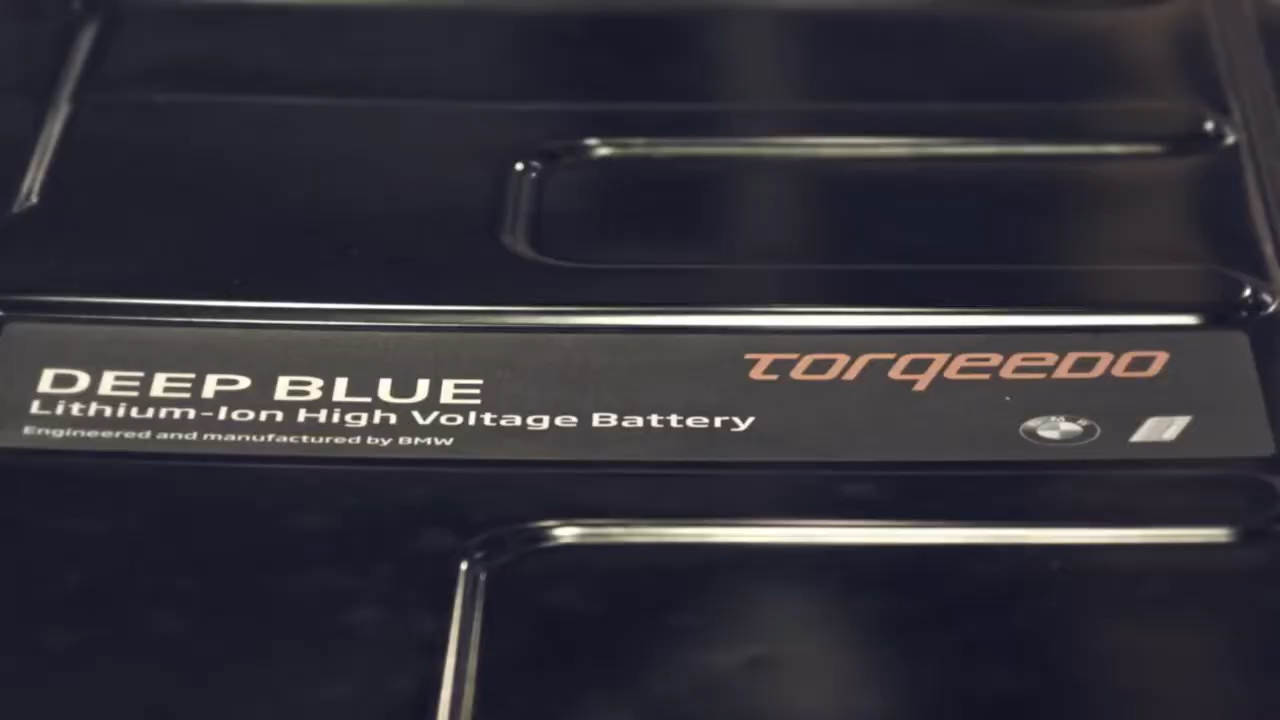 DEEP BLUE
Lithium-Ion High Voltage Battery
Engineered and manufactured by BMW
TORQEEDO